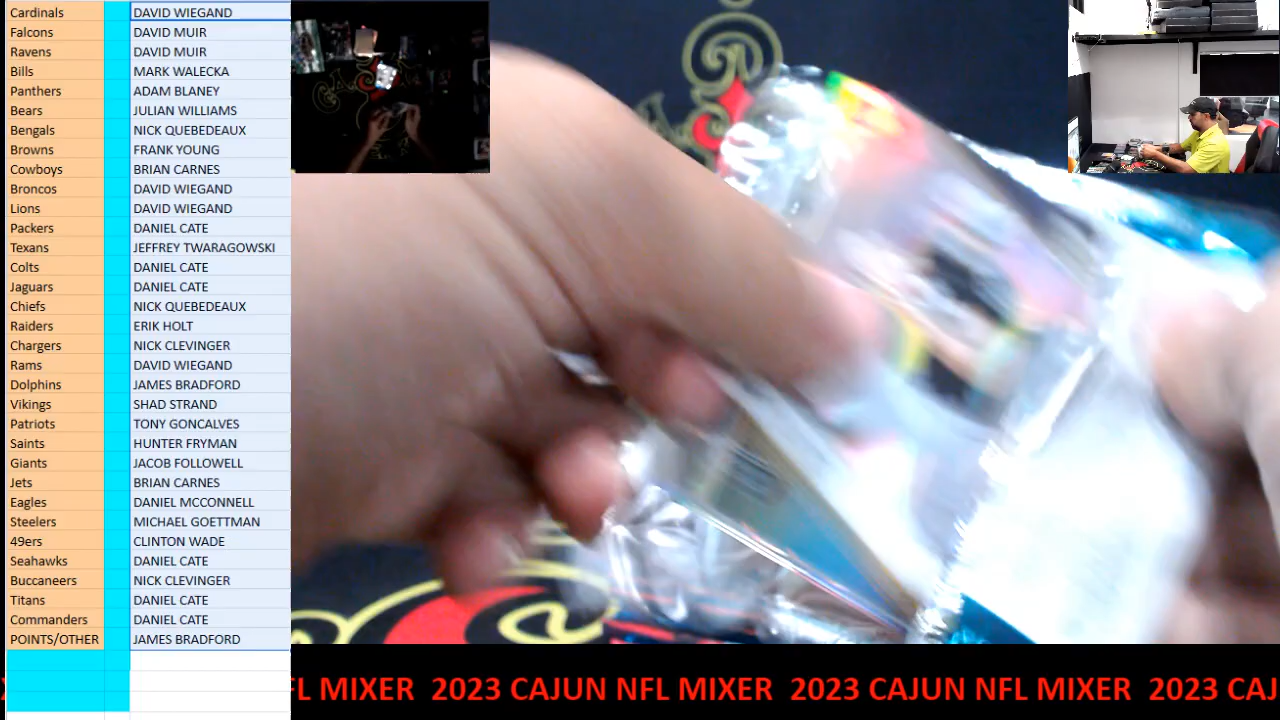 Cardinals DAVID WIEGAND
Falcons DAVID MUIR
Ravens DAVID MUIR
Bills MARK WALECKA
Panthers ADAM BLANEY
Bears JULIAN WILLIAMS
Bengals NICK QUEBEDEAUX
Browns FRANK YOUNG
Cowboys BRIAN CARNES
Broncos DAVID WIEGAND
Lions DAVID WIEGAND
Packers DANIEL CATE
Texans JEFFREY TWARAGOWSKI
Colts DANIEL CATE
Jaguars DANIEL CATE
Chiefs NICK QUEBEDEAUX
Raiders ERIK HOLT
Chargers NICK CLEVINGER
Rams DAVID WIEGAND
Dolphins JAMES BRADFORD
Vikings SHAD STRAND
Patriots TONY GONCALVES
Saints HUNTER FRYMAN
Giants JACOB FOLLOWELL
Jets BRIAN CARNES
Eagles DANIEL MCCONNELL
Steelers MICHAEL GOETTMAN
49ers CLINTON WADE
Seahawks DANIEL CATE
Buccaneers NICK CLEVINGER
Titans DANIEL CATE
Commanders DANIEL CATE
POINTS/OTHER JAMES BRADFORD
FL MIXER 2023 CAJUN NFL MIXER 2023 CAJUN NFL MIXER 2023 CAJ